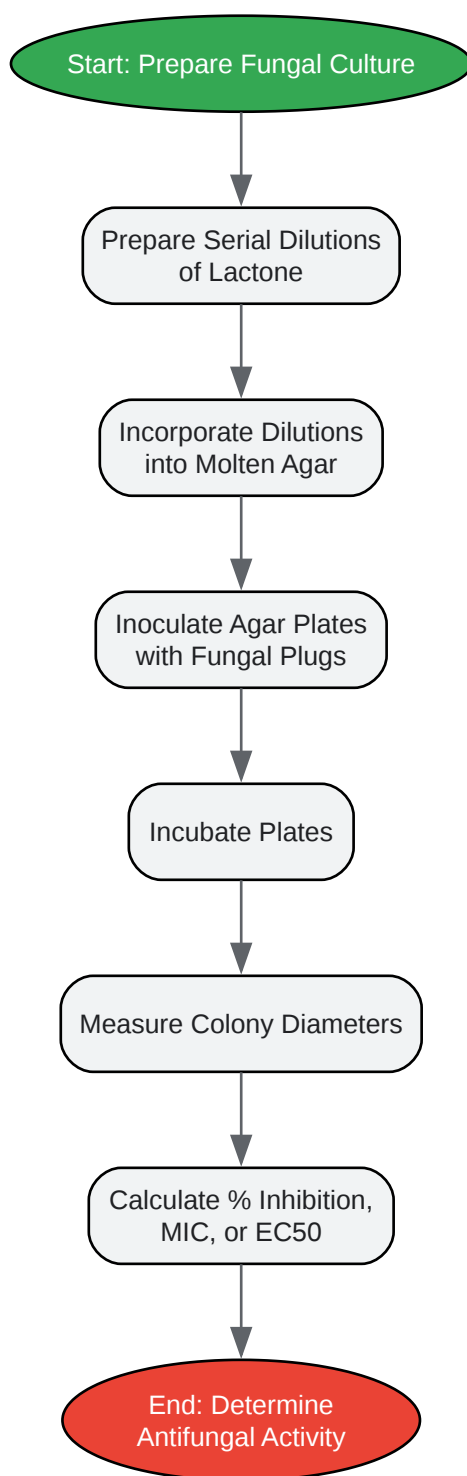 Start: Prepare Fungal Culture
Prepare Serial Dilutions
of Lactone
Incorporate Dilutions
into Molten Agar
Inoculate Agar Plates
with Fungal Plugs
Incubate Plates
Measure Colony Diameters
Calculate % Inhibition,
MIC, or EC50
End: Determine
Antifungal Activity